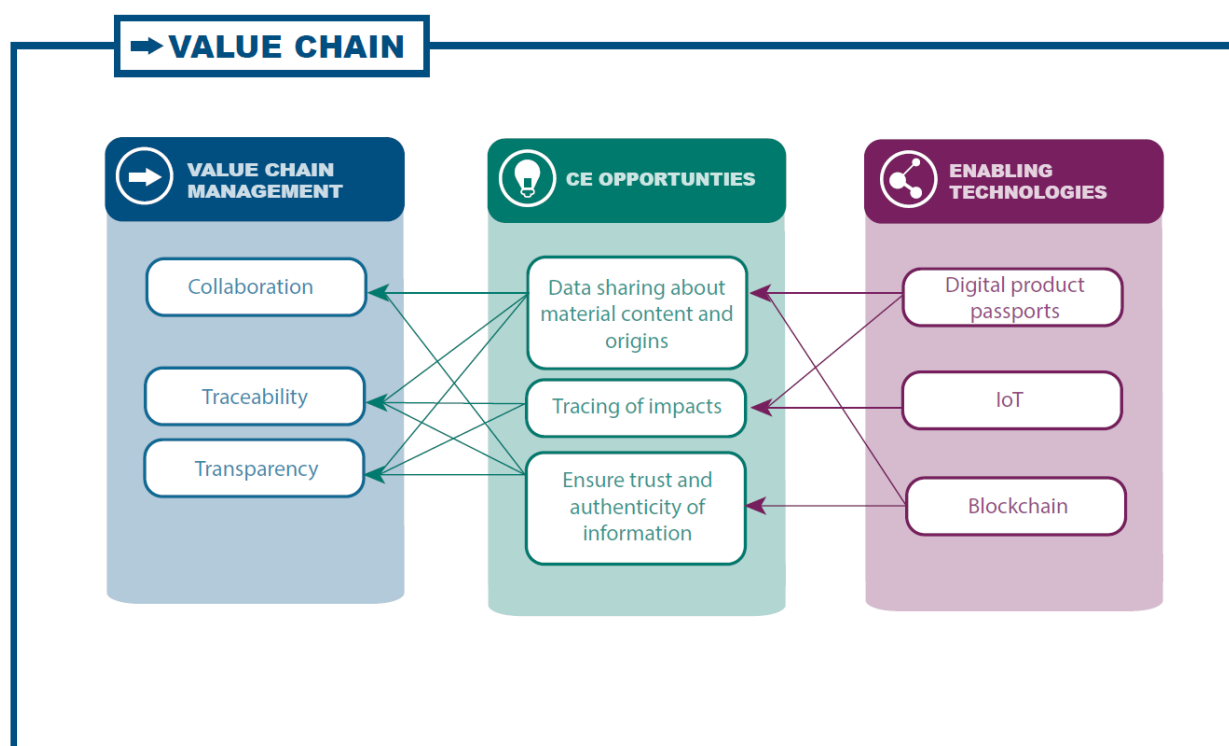 VALUE CHAIN
VALUE CHAIN
MANAGEMENT
Collaboration
Traceability
Transparency
CE OPPORTUNTIES
Data sharing about
material content and
origins
Tracing of impacts
Ensure trust and
authenticity of
information
ENABLING
TECHNOLOGIES
Digital product
passports
IoT
Blockchain